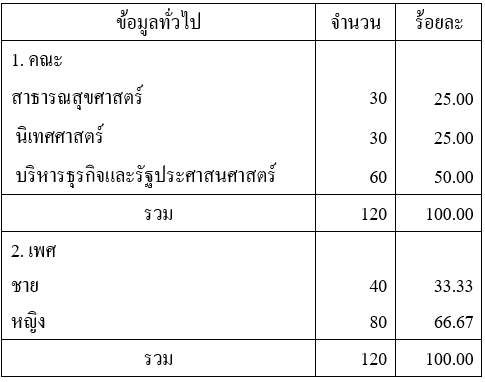 ข้อมูลทั่วไป จำนวน ร้อยละ
1. คณะ
สาธารณสุขศาสตร์ 30 25.00
นิเทศศาสตร์ 30 25.00
บริหารธุรกิจและรัฐประศาสนศาสตร์ 60 50.00
รวม 120 100.00
2. เพศ
ชาย 40 33.33
หญิง 80 66.67
รวม 120 100.00